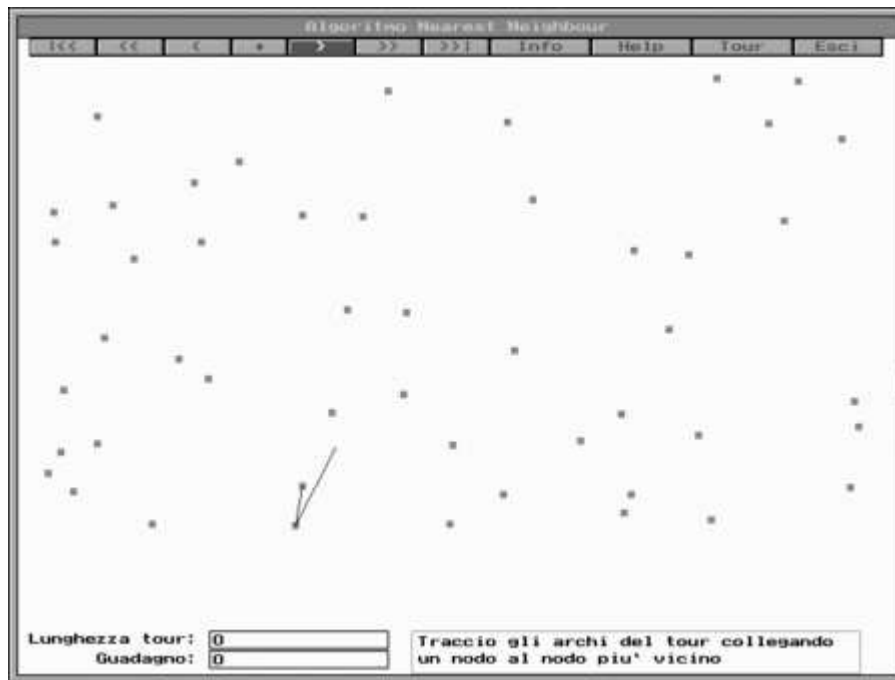 Algoritmo Nearest Neighbour
|<< << < * > >> >>| Info Help Tour Esci
Lunghezza tour: 0
Guadagno: 0
Traccio gli archi del tour collegando
un nodo al nodo piu' vicino